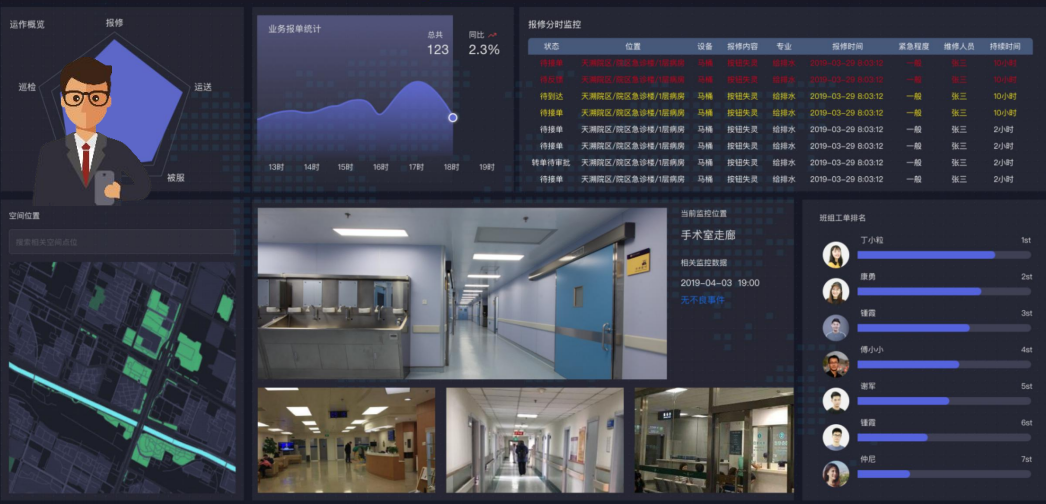 运作概览
报修
巡检
运送
被服
业务报单统计
总共
123
同比
2.3%
13时 14时 15时 16时 17时 18时 19时
报修分时监控
状态 位置 设备 报修内容 专业 报修时间 紧急程度 维修人员 持续时间
待接单 天溯院区/院区急诊楼/1层病房 马桶 按钮失灵 给排水 2019-03-29 8:03:12 一般 张三 10小时
天溯院区/院区急诊楼/1层病房 马桶 按钮失灵 给排水 2019-03-29 8:03:12 一般 张三 10小时
待到达 天溯院区/院区急诊楼/1层病房 马桶 按钮失灵 给排水 2019-03-29 8:03:12 一般 张三 10小时
待接单 天溯院区/院区急诊楼/1层病房 马桶 按钮失灵 给排水 2019-03-29 8:03:12 一般 张三 10小时
待接单 天溯院区/院区急诊楼/1层病房 马桶 按钮失灵 给排水 2019-03-29 8:03:12 一般 张三 2小时
待接单 天溯院区/院区急诊楼/1层病房 马桶 按钮失灵 给排水 2019-03-29 8:03:12 一般 张三 2小时
转单待审批 天溯院区/院区急诊楼/1层病房 马桶 按钮失灵 给排水 2019-03-29 8:03:12 一般 张三 2小时
待接单 天溯院区/院区急诊楼/1层病房 马桶 按钮失灵 给排水 2019-03-29 8:03:12 一般 张三 2小时
空间位置
搜索相关空间点位
当前监控位置
手术室走廊
相关监控数据
2019-04-03 19:00
无不良事件
班组工单排名
丁小粒 1st
康勇 2st
锺霞 3st
傅小小 4st
谢军 5st
锺霞 6st
仲尼 7st